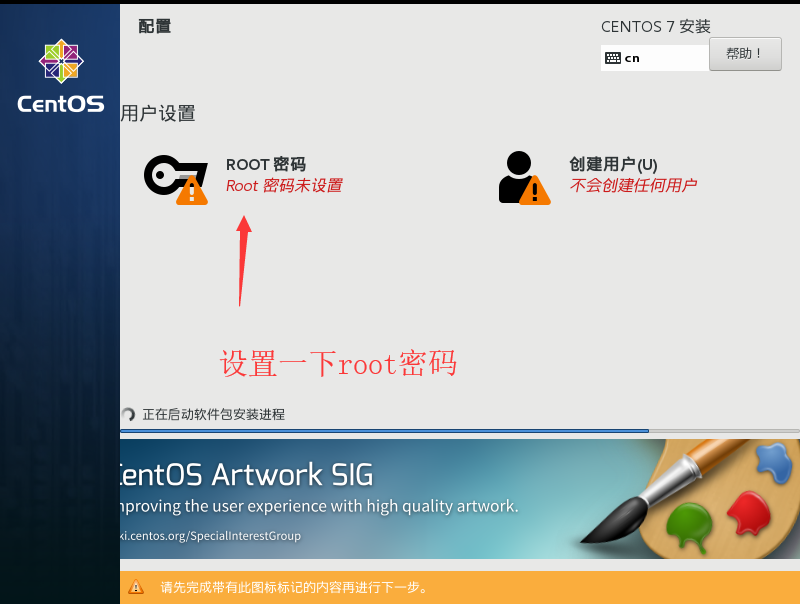 CentOS
配置
CENTOS 7 安装
cn
帮助！
用户设置
ROOT 密码
Root 密码未设置
创建用户(U)
不会创建任何用户
设置一下root密码
正在启动软件包安装进程
CentOS Artwork SIG
mproving the user experience with high quality artwork.
ki.centos.org/SpecialInterestGroup
请先完成带有此图标标记的内容再进行下一步。